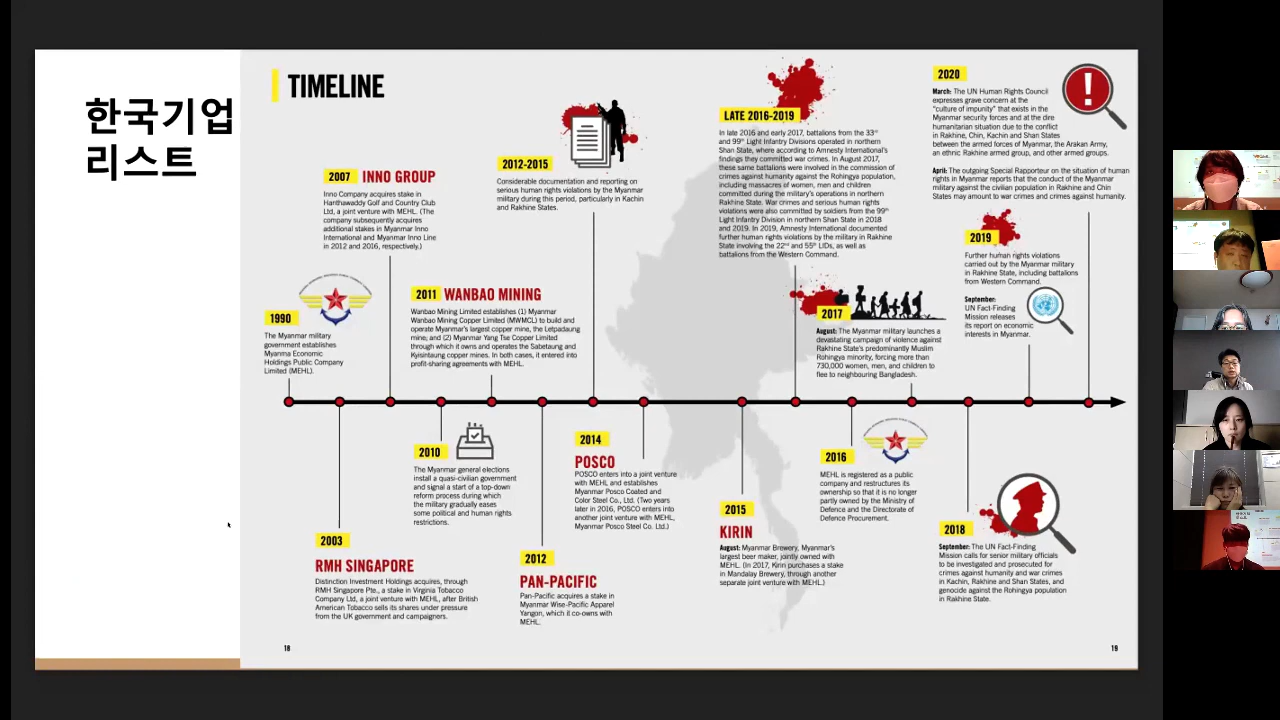 한국기업
리스트
TIMELINE
1990
The Myanmar military
government establishes
Myanma Economic
Holdings Public Company
Limited (MEHL).
2003
RMH SINGAPORE
Distinction Investment Holdings acquires, through
RMH Singapore Pte., a stake in Virginia Tobacco
Company Ltd, a joint venture with MEHL, after British
American Tobacco sells its shares under pressure
from the UK government and campaigners.
2007 INNO GROUP
Inno Company acquires stake in
Hanthawaddy Golf and Country Club
Ltd, a joint venture with MEHL. (The
company subsequently acquires
additional stakes in Myanmar Inno
International and Myanmar Inno Line
in 2012 and 2016, respectively.)
2010
The Myanmar general elections
install a quasi-civilian government
and signal a start of a top-down
reform process during which
the military gradually eases
some political and human rights
restrictions.
2011 WANBAO MINING
Wanbao Mining Limited establishes (1) Myanmar
Wanbao Mining Copper Limited (MWMCL) to build and
operate Myanmar's largest copper mine, the Letpadaung
mine; and (2) Myanmar Yang Tse Copper Limited
through which it owns and operates the Sabetaung and
Kyisintaung copper mines. In both cases, it entered into
profit-sharing agreements with MEHL.
2012
PAN-PACIFIC
Pan-Pacific acquires a stake in
Myanmar Wise-Pacific Apparel
Yangon, which it co-owns with
MEHL.
2012-2015
Considerable documentation and reporting on
serious human rights violations by the Myanmar
military during this period, particularly in Kachin
and Rakhine States.
2014
POSCO
POSCO enters into a joint venture
with MEHL and establishes
Myanmar Posco Coated and
Color Steel Co., Ltd. (Two years
later in 2016, POSCO enters into
another joint venture with MEHL,
Myanmar Posco Steel Co. Ltd.)
2015
KIRIN
August: Myanmar Brewery, Myanmar's
largest beer maker, jointly owned with
MEHL. (In 2017, Kirin purchases a stake
in Mandalay Brewery, through another
separate joint venture with MEHL.)
LATE 2016-2019
In late 2016 and early 2017, battalions from the 33rd
and 99th Light Infantry Divisions operated in northern
Shan State, where according to Amnesty International's
findings they committed war crimes. In August 2017,
these same battalions were involved in the commission of
crimes against humanity against the Rohingya population,
including massacres of women, men and children
committed during the military's operations in northern
Rakhine State. War crimes and serious human rights
violations were also committed by soldiers from the 99th
Light Infantry Division in northern Shan State in 2018
and 2019. In 2019, Amnesty International documented
further human rights violations by the military in Rakhine
State involving the 22nd and 55th LIDs, as well as
battalions from the Western Command.
2016
MEHL is registered as a public
company and restructures its
ownership so that it is no longer
partly owned by the Ministry of
Defence and the Directorate of
Defence Procurement.
2017
August: The Myanmar military launches a
devastating campaign of violence against
Rakhine State's predominantly Muslim
Rohingya minority, forcing more than
730,000 women, men, and children to
flee to neighbouring Bangladesh.
2018
September: The UN Fact-Finding
Mission calls for senior military officials
to be investigated and prosecuted for
crimes against humanity and war crimes
in Kachin, Rakhine and Shan States, and
genocide against the Rohingya population
in Rakhine State.
2019
Further human rights violations
carried out by the Myanmar military
in Rakhine State, including battalions
from Western Command.
September:
UN Fact-Finding
Mission releases
its report on economic
interests in Myanmar.
2020
March: The UN Human Rights Council
expresses grave concern at the
"culture of impunity" that exists in the
Myanmar security forces and at the dire
humanitarian situation due to the conflict
in Rakhine, Chin, Kachin and Shan States
between the armed forces of Myanmar, the Arakan Army,
an ethnic Rakhine armed group, and other armed groups.
April: The outgoing Special Rapporteur on the situation of human
rights in Myanmar reports that the conduct of the Myanmar
military against the civilian population in Rakhine and Chin
States may amount to war crimes and crimes against humanity.
18
19